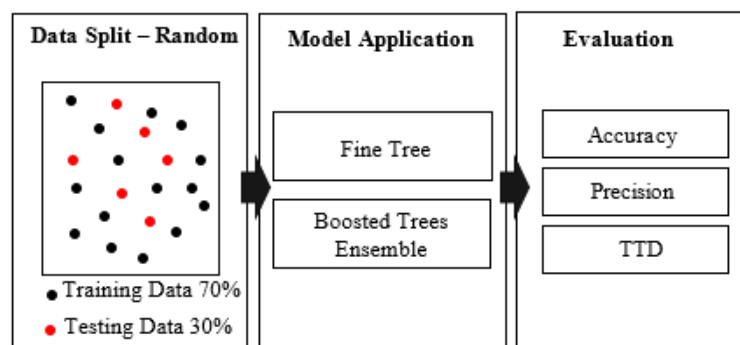 Data Split – Random
Training Data 70%
Testing Data 30%
Model Application
Fine Tree
Boosted Trees
Ensemble
Evaluation
Accuracy
Precision
TTD